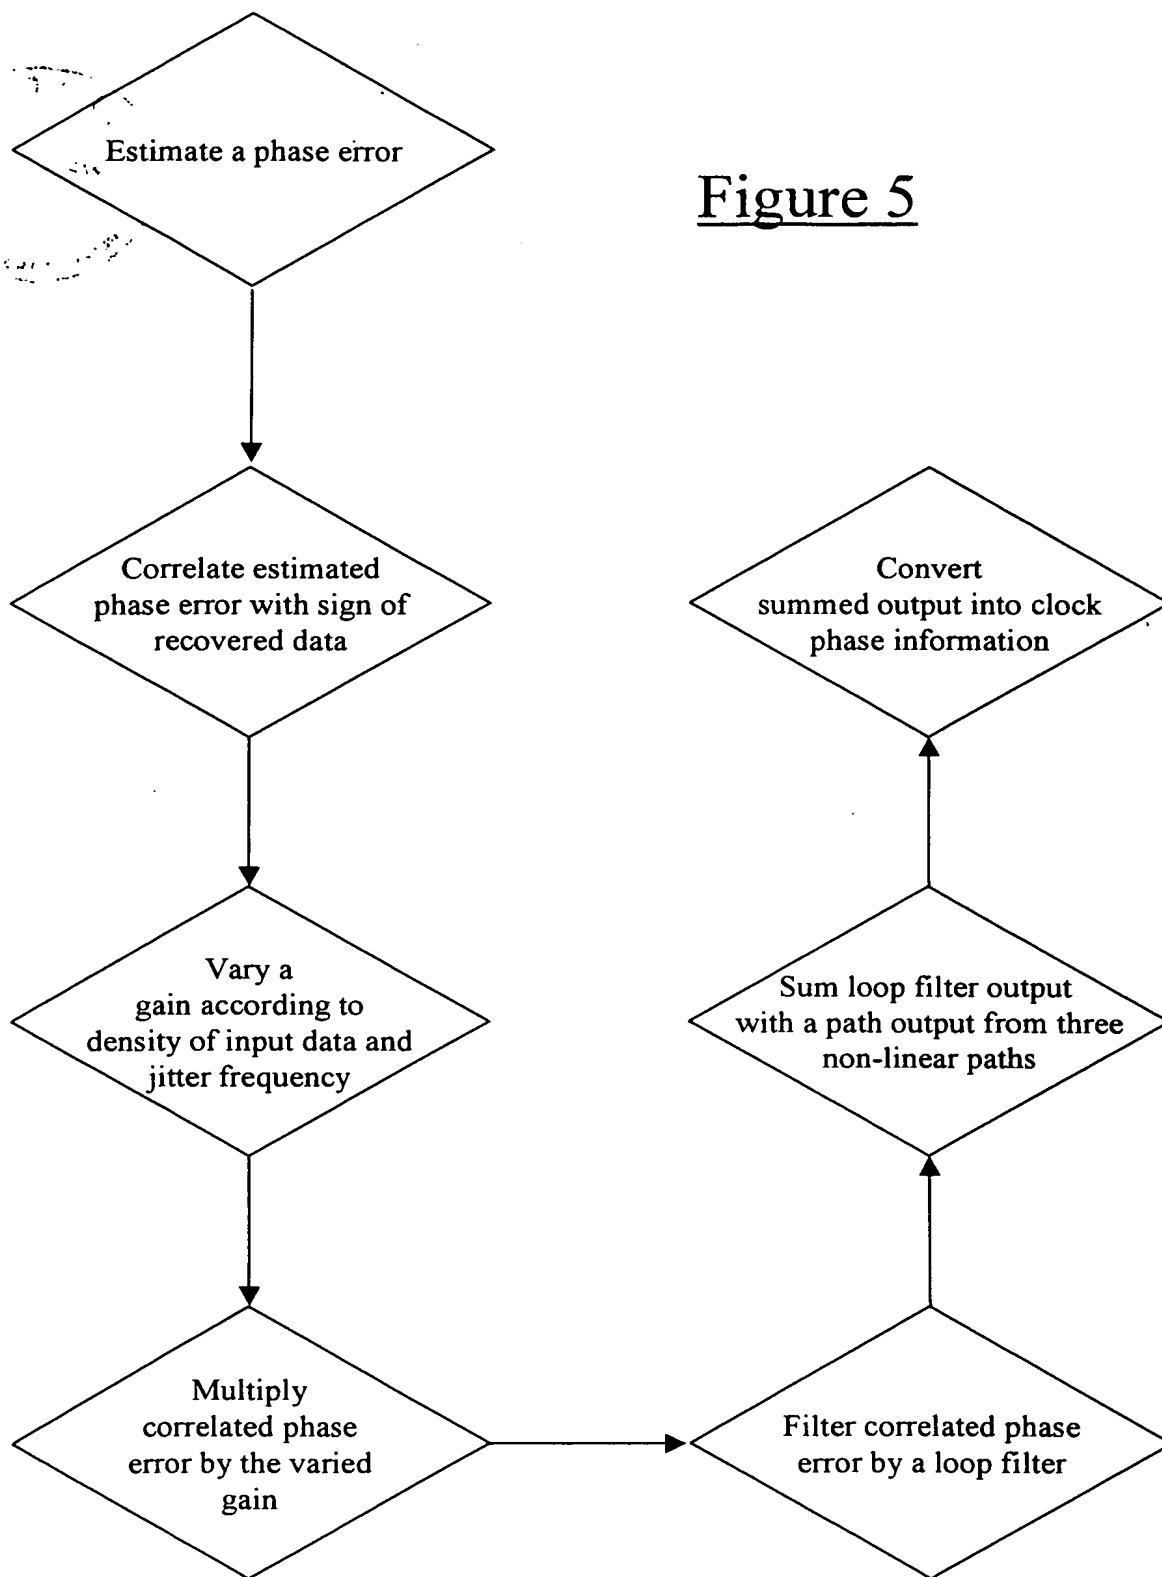 Estimate a phase error
Figure 5
Correlate estimated
phase error with sign of
recovered data
Vary a
gain according to
density of input data and
jitter frequency
Multiply
correlated phase
error by the varied
gain
Filter correlated phase
error by a loop filter
Sum loop filter output
with a path output from three
non-linear paths
Convert
summed output into clock
phase information